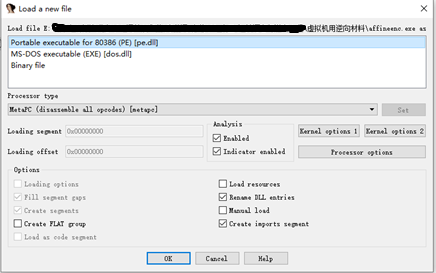 Load a new file
Load file E:\虚拟机用逆向材料\affineenc.exe as
Portable executable for 80386 (PE) [pe.dll]
MS-DOS executable (EXE) [dos.dll]
Binary file
Processor type
MetaPC (disassemble all opcodes) [metapc]
Set
Analysis
Loading segment 0x00000000
Enabled
Kernel options 1
Kernel options 2
Loading offset 0x00000000
Indicator enabled
Processor options
Options
Loading options
Load resources
Fill segment gaps
Rename DLL entries
Create segments
Manual load
Create FLAT group
Create imports segment
Load as code segment
OK
Cancel
Help